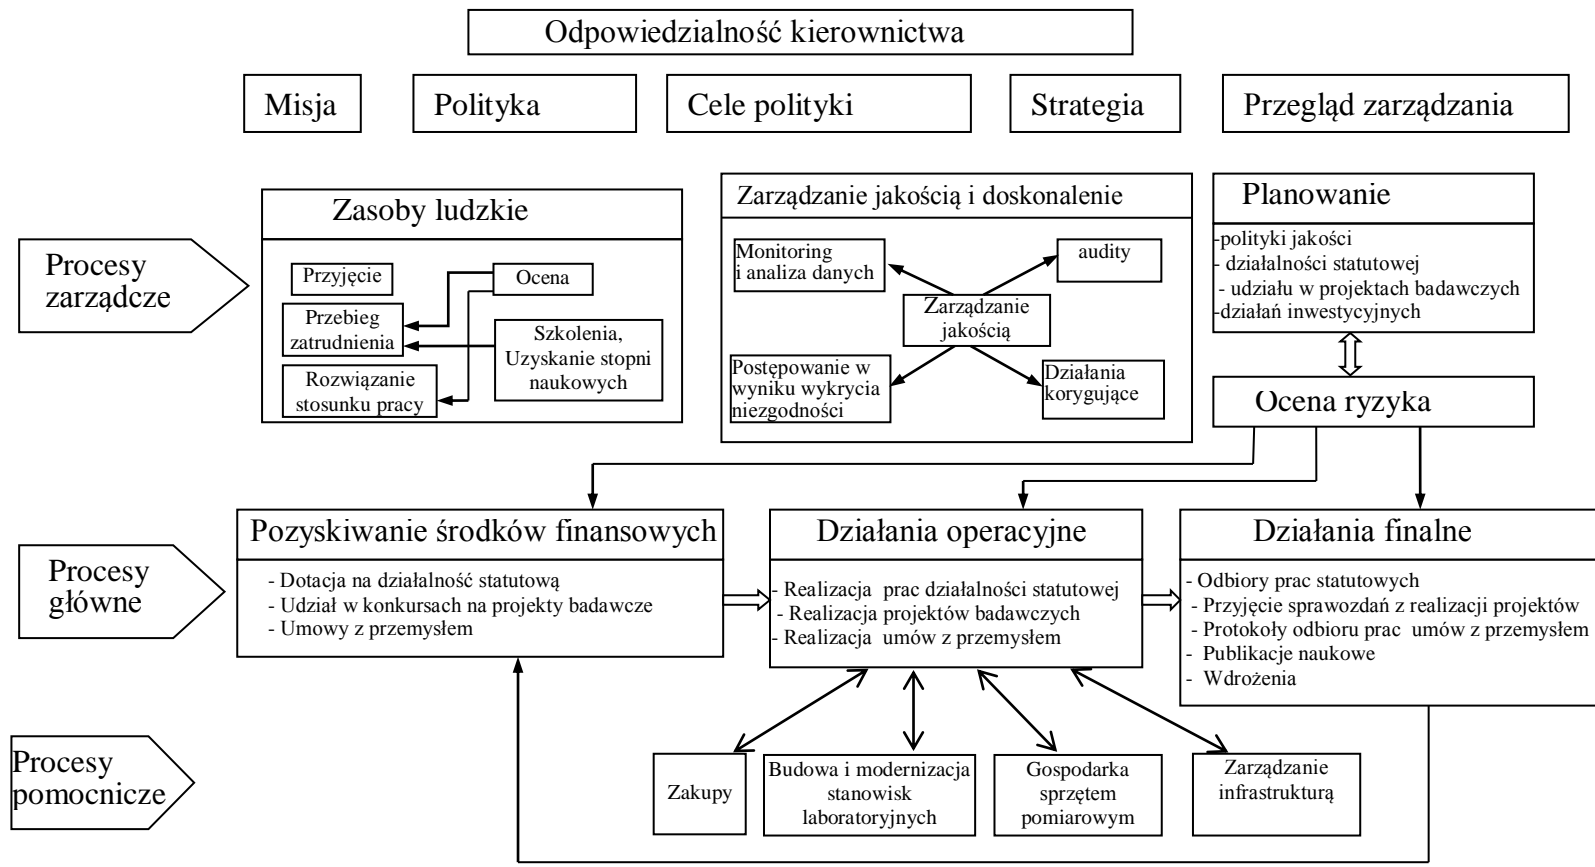 Odpowiedzialność kierownictwa
Misja
Polityka
Cele polityki
Strategia
Przegląd zarządzania
Procesy
zarządcze
Zasoby ludzkie
Przyjęcie
Ocena
Przebieg
zatrudnienia
Szkolenia,
Uzyskanie stopni
naukowych
Rozwiązanie
stosunku pracy
Zarządzanie jakością i doskonalenie
Monitoring
i analiza danych
audity
Zarządzanie
jakością
Postępowanie w
wyniku wykrycia
niezgodności
Działania
korygujące
Planowanie
-polityki jakości
- działalności statutowej
- udziału w projektach badawczych
-działań inwestycyjnych
Ocena ryzyka
Procesy
główne
Pozyskiwanie środków finansowych
- Dotacja na działalność statutową
- Udział w konkursach na projekty badawcze
- Umowy z przemysłem
Działania operacyjne
- Realizacja prac działalności statutowej
- Realizacja projektów badawczych
- Realizacja umów z przemysłem
Działania finalne
- Odbiory prac statutowych
- Przyjęcie sprawozdań z realizacji projektów
- Protokoły odbioru prac umów z przemysłem
- Publikacje naukowe
- Wdrożenia
Procesy
pomocnicze
Zakupy
Budowa i modernizacja
stanowisk
laboratoryjnych
Gospodarka
sprzętem
pomiarowym
Zarządzanie
infrastrukturą